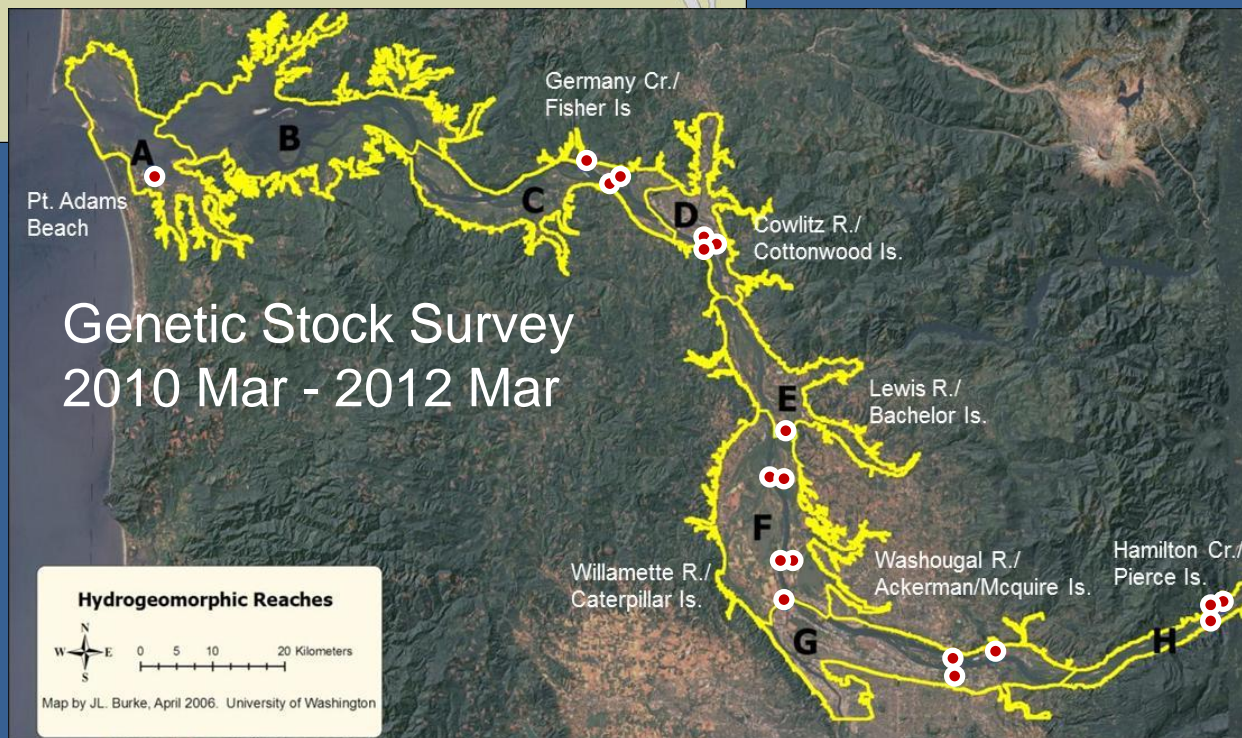 Germany Cr./
Fisher Is
A
B
Pt. Adams
Beach
C
D
Cowlitz R./
Cottonwood Is.
Genetic Stock Survey
2010 Mar - 2012 Mar
E
Lewis R./
Bachelor Is.
F
Willamette R./
Caterpillar Is.
Washougal R./
Ackerman/Mcquire Is.
Hamilton Cr./
Pierce Is.
G
H
Hydrogeomorphic Reaches
N
W E
S
0 5 10 20 Kilometers
Map by JL. Burke, April 2006. University of Washington